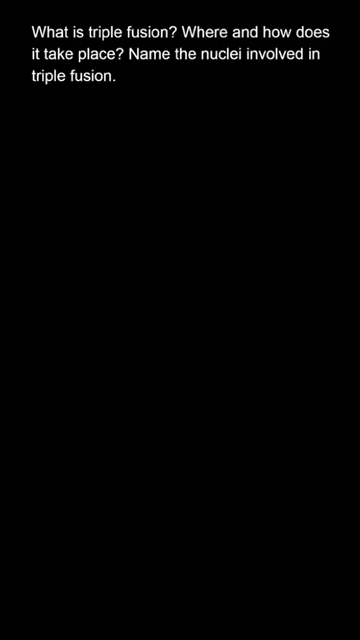 What is triple fusion? Where and how does
it take place? Name the nuclei involved in
triple fusion.